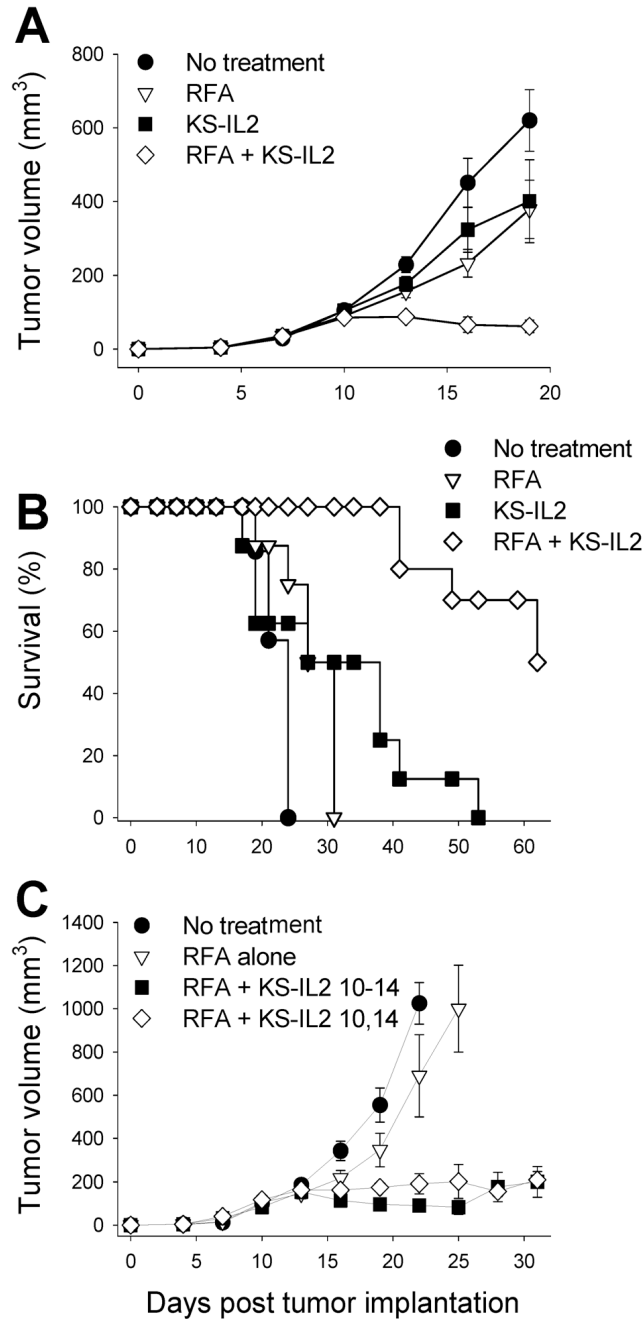 A
Tumor volume (mm3)
800
600
400
200
0
No treatment
RFA
KS-IL2
RFA + KS-IL2
0 5 10 15 20
B
Survival (%)
100
80
60
40
20
0
No treatment
RFA
KS-IL2
RFA + KS-IL2
0 10 20 30 40 50 60
C
Tumor volume (mm3)
1400
1200
1000
800
600
400
200
0
No treatment
RFA alone
RFA + KS-IL2 10-14
RFA + KS-IL2 10,14
0 5 10 15 20 25 30
Days post tumor implantation